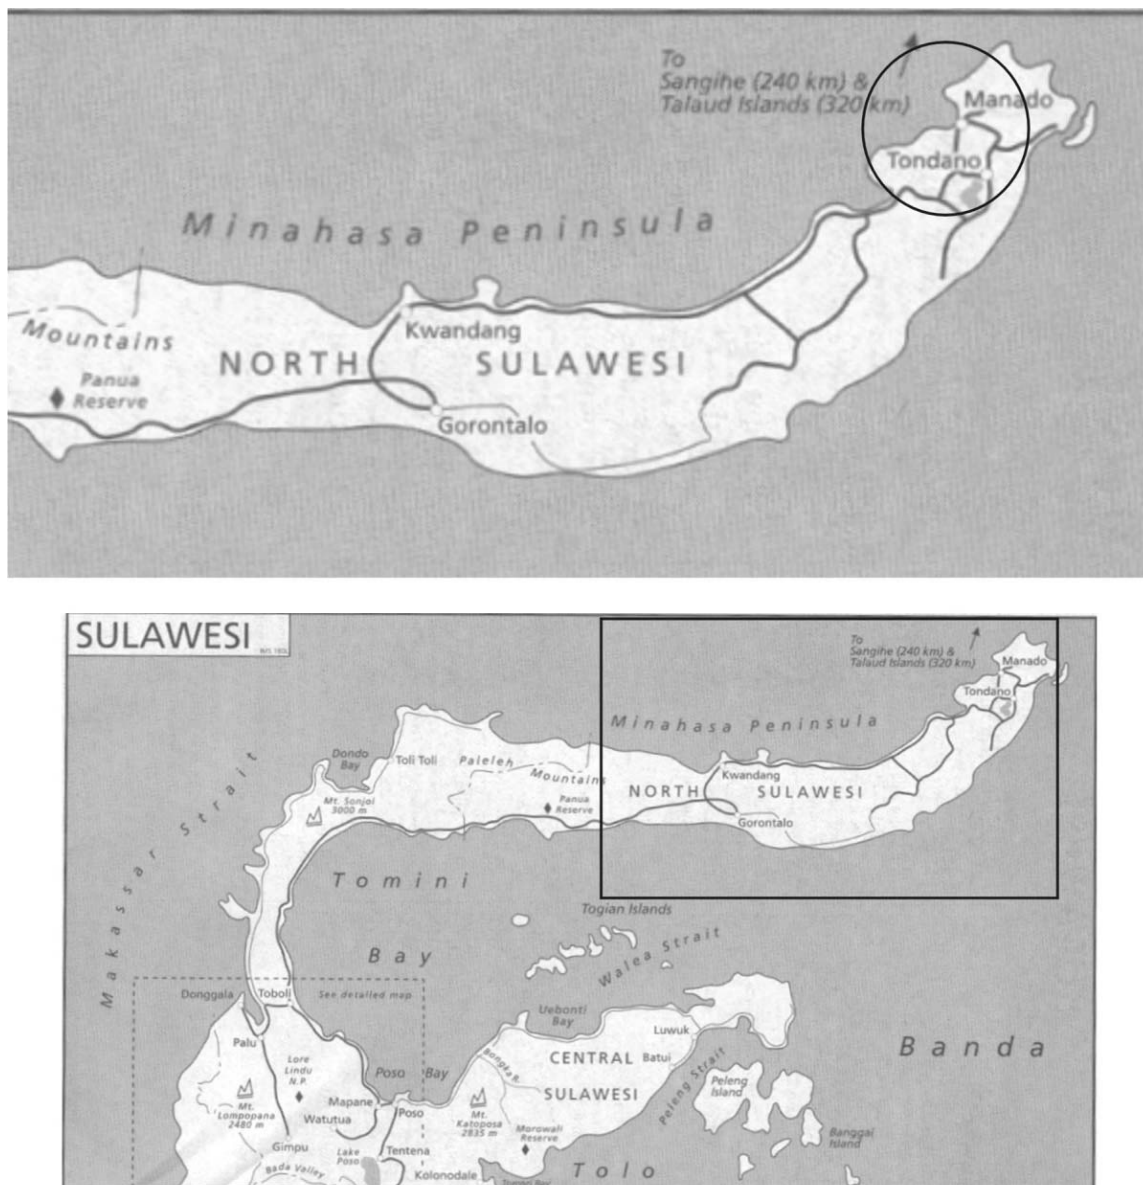 To
Sangihe (240 km) &
Talaud Islands (320 km)
Manado
Tondano
Minahasa Peninsula
Kwandang
Mountains
NORTH SULAWESI
Panua
Reserve
Gorontalo
SULAWESI
To
Sangihe (240 km) &
Talaud Islands (320 km)
Manado
Tondano
Minahasa Peninsula
Makassar Strait
Dondo
Bay
Toli Toli
Paleleh
Mountains
Kwandang
Mt. Sonjoi
3000 m
Panua
Reserve
NORTH SULAWESI
Gorontalo
Tomini
Bay
Togian Islands
Walea Strait
Donggala
Toboli
See detailed map
Uebonti
Bay
Luwuk
Palu
Bongka R.
CENTRAL
SULAWESI
Batui
Banda
Lore
Lindu
N.P.
Poso Bay
Peleng Strait
Peleng
Island
Mt.
Lompopana
2480 m
Mapane
Poso
Watutua
Mt.
Katoposa
2835 m
Morowali
Reserve
Banggai
Island
Gimpu
Lake
Poso
Tentena
Bada Valley
Kolonodale
Tolo